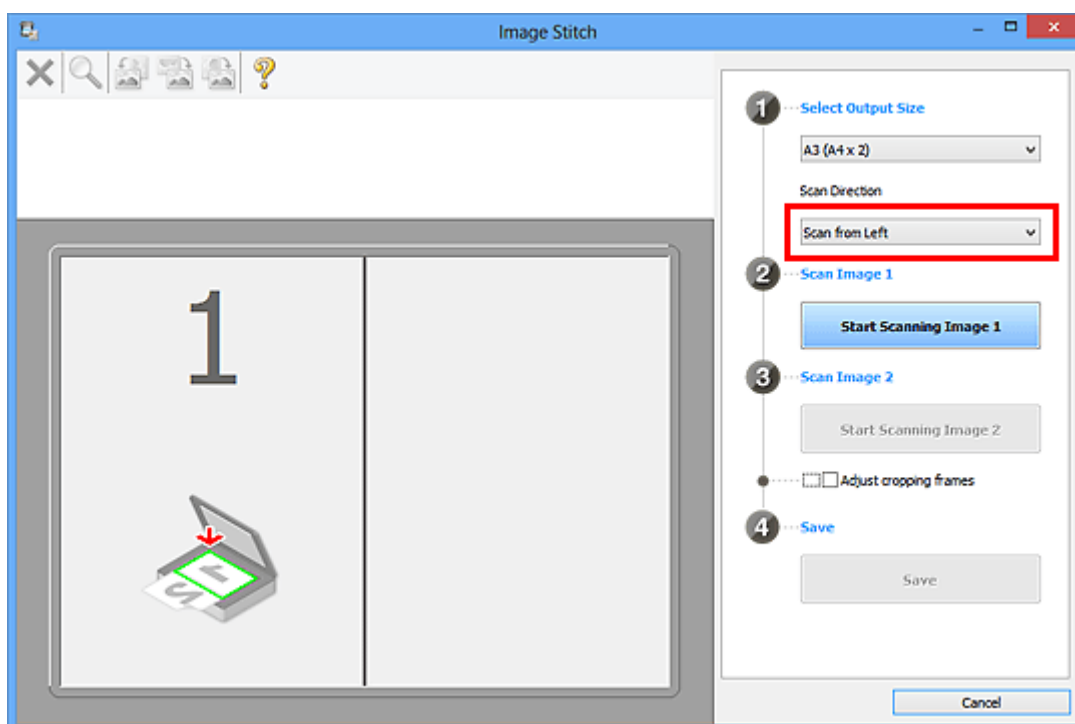 Image Stitch
1
Select Output Size
A3 (A4 x 2)
Scan Direction
Scan from Left
2
Scan Image 1
Start Scanning Image 1
3
Scan Image 2
Start Scanning Image 2
Adjust cropping frames
4
Save
Save
Cancel
1
1
2